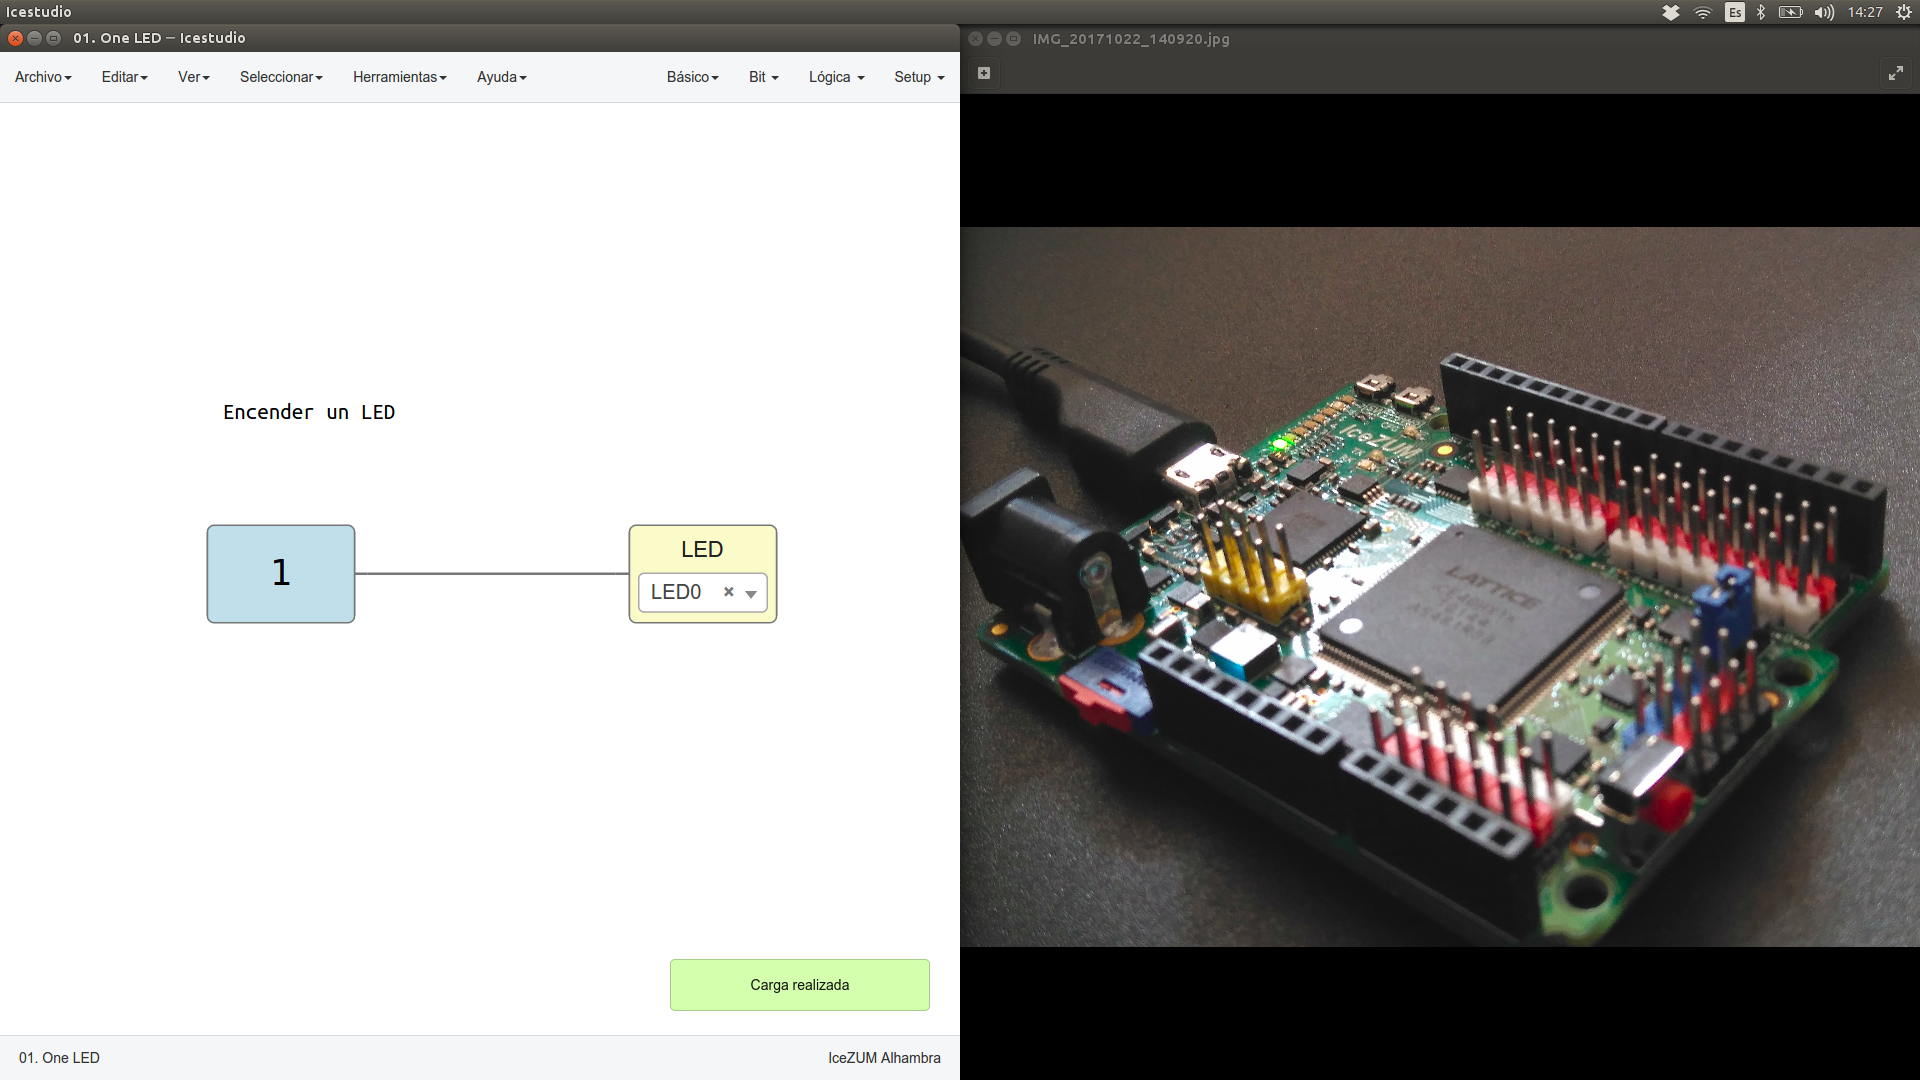 Icestudio
Es
14:27
01. One LED — Icestudio
IMG_20171022_140920.jpg
Archivo
Editar
Ver
Seleccionar
Herramientas
Ayuda
Básico
Bit
Lógica
Setup
Encender un LED
1
LED
LED0
IceZUM
LATTICE
Carga realizada
01. One LED
IceZUM Alhambra